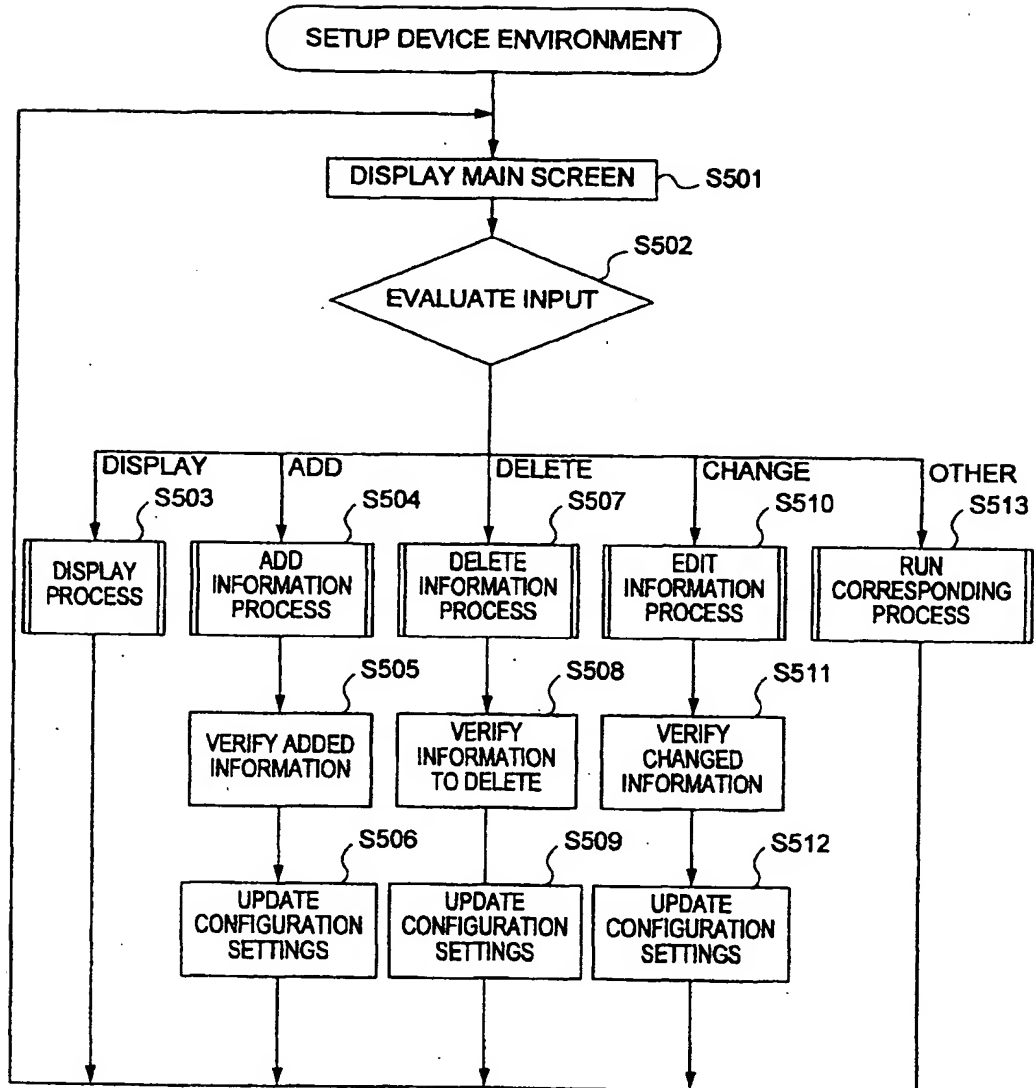 SETUP DEVICE ENVIRONMENT
DISPLAY MAIN SCREEN
S501
S502
EVALUATE INPUT
DISPLAY
ADD
DELETE
CHANGE
OTHER
S503
S504
S507
S510
S513
DISPLAY
PROCESS
ADD
INFORMATION
PROCESS
DELETE
INFORMATION
PROCESS
EDIT
INFORMATION
PROCESS
RUN
CORRESPONDING
PROCESS
S505
S508
S511
VERIFY ADDED
INFORMATION
VERIFY
INFORMATION
TO DELETE
VERIFY
CHANGED
INFORMATION
S506
S509
S512
UPDATE
CONFIGURATION
SETTINGS
UPDATE
CONFIGURATION
SETTINGS
UPDATE
CONFIGURATION
SETTINGS